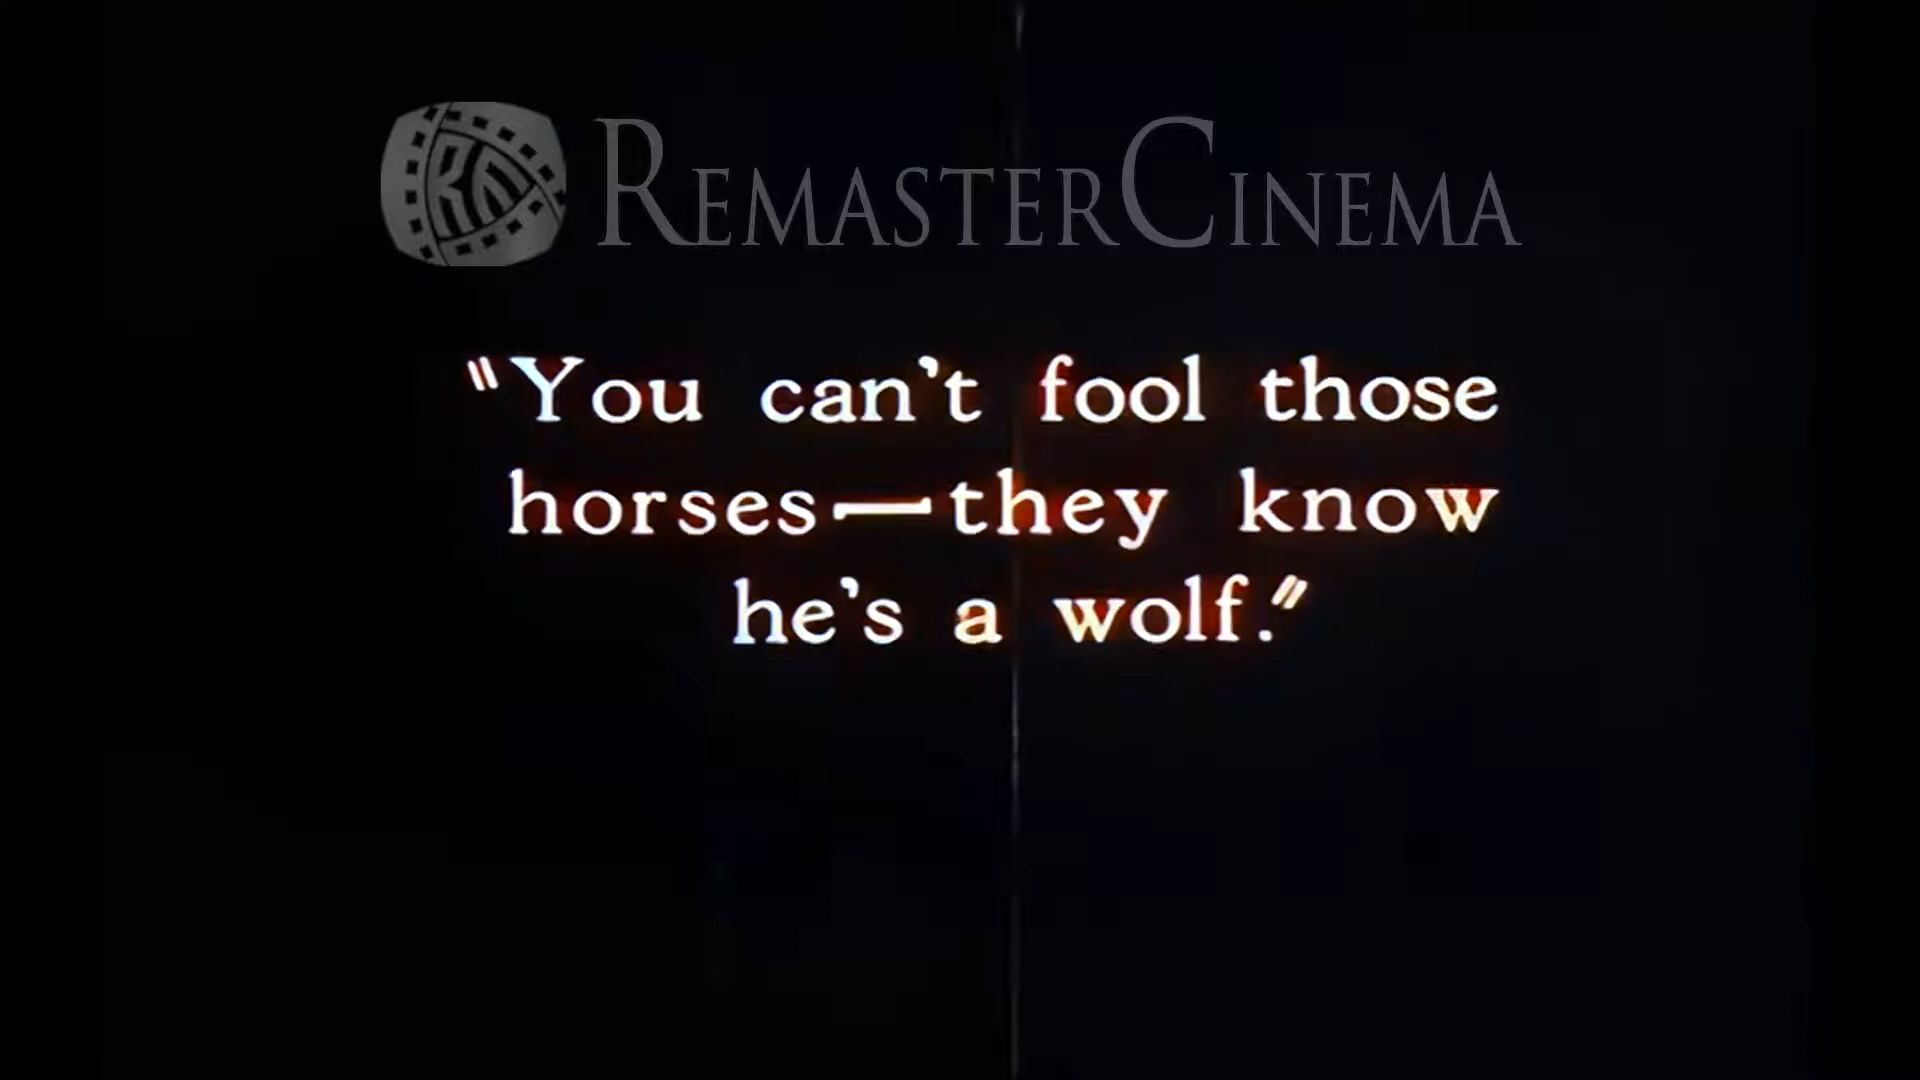 REMASTERCINEMA
"You can't fool those
horses—they know
he's a wolf."